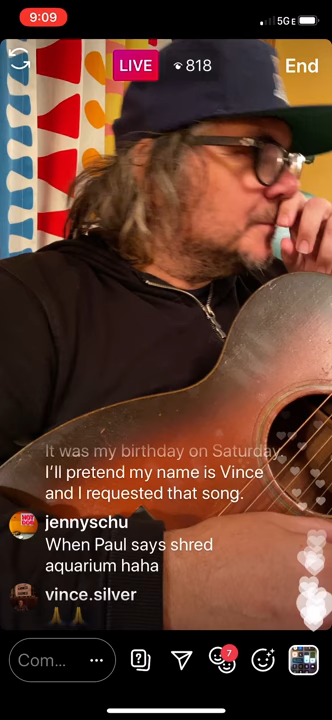 9:09
5GE
LIVE
818
End
It was my birthday on Saturday
I'll pretend my name is Vince
and I requested that song.
jennyschu
When Paul says shred
aquarium haha
vince.silver
Com...
7